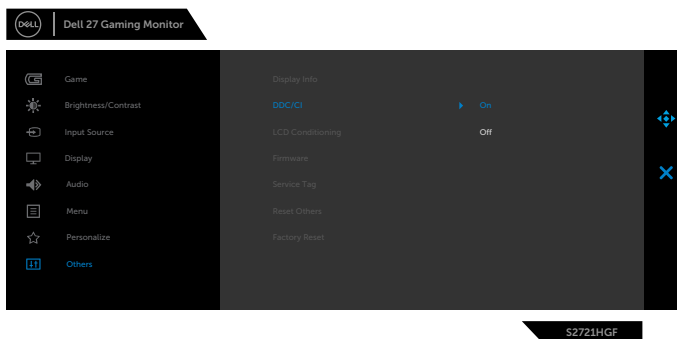 DELL
Dell 27 Gaming Monitor
Game
Display Info
Brightness/Contrast
DDC/CI
On
Input Source
LCD Conditioning
Off
Display
Firmware
Audio
Service Tag
Menu
Reset Others
Personalize
Factory Reset
Others
S2721HGF